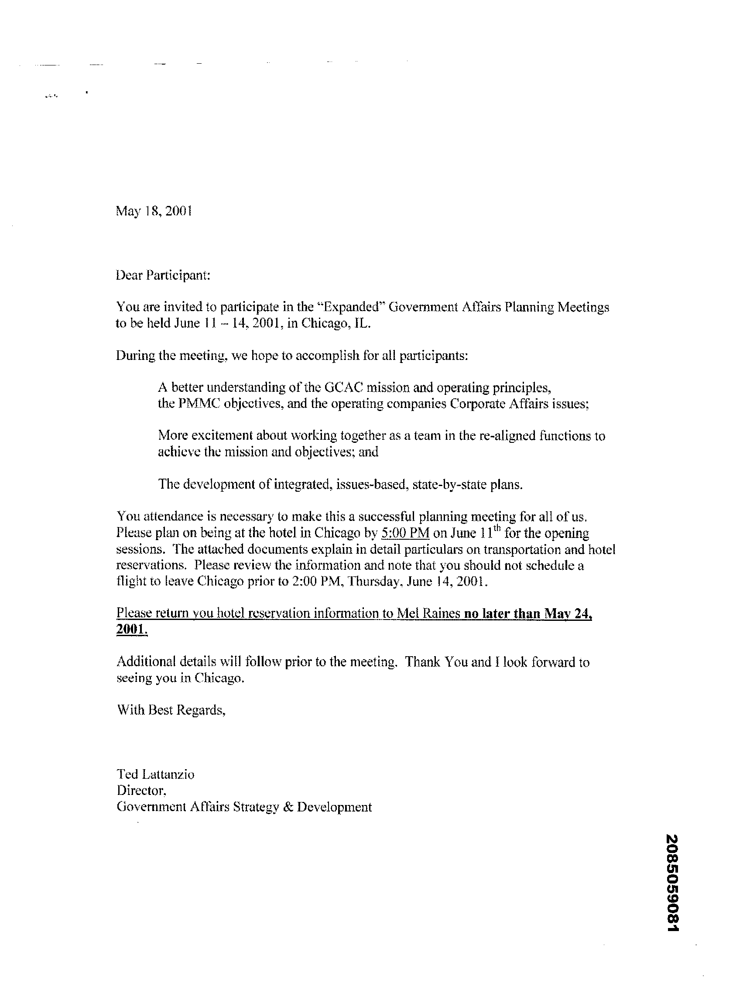 May 18, 2001
Dear Participant:
You are invited to participate in the “Expanded” Government Affairs Planning Meetings
to be held June 11 – 14, 2001, in Chicago, IL.
During the meeting, we hope to accomplish for all participants:
A better understanding of the GCAC mission and operating principles,
the PMMC objectives, and the operating companies Corporate Affairs issues;
More excitement about working together as a team in the re-aligned functions to
achieve the mission and objectives; and
The development of integrated, issues-based, state-by-state plans.
You attendance is necessary to make this a successful planning meeting for all of us.
Please plan on being at the hotel in Chicago by 5:00 PM on June 11th for the opening
sessions. The attached documents explain in detail particulars on transportation and hotel
reservations. Please review the information and note that you should not schedule a
flight to leave Chicago prior to 2:00 PM, Thursday, June 14, 2001.
Please return you hotel reservation information to Mel Raines no later than May 24,
2001.
Additional details will follow prior to the meeting. Thank You and I look forward to
seeing you in Chicago.
With Best Regards,
Ted Lattanzio
Director,
Government Affairs Strategy & Development
2085059081